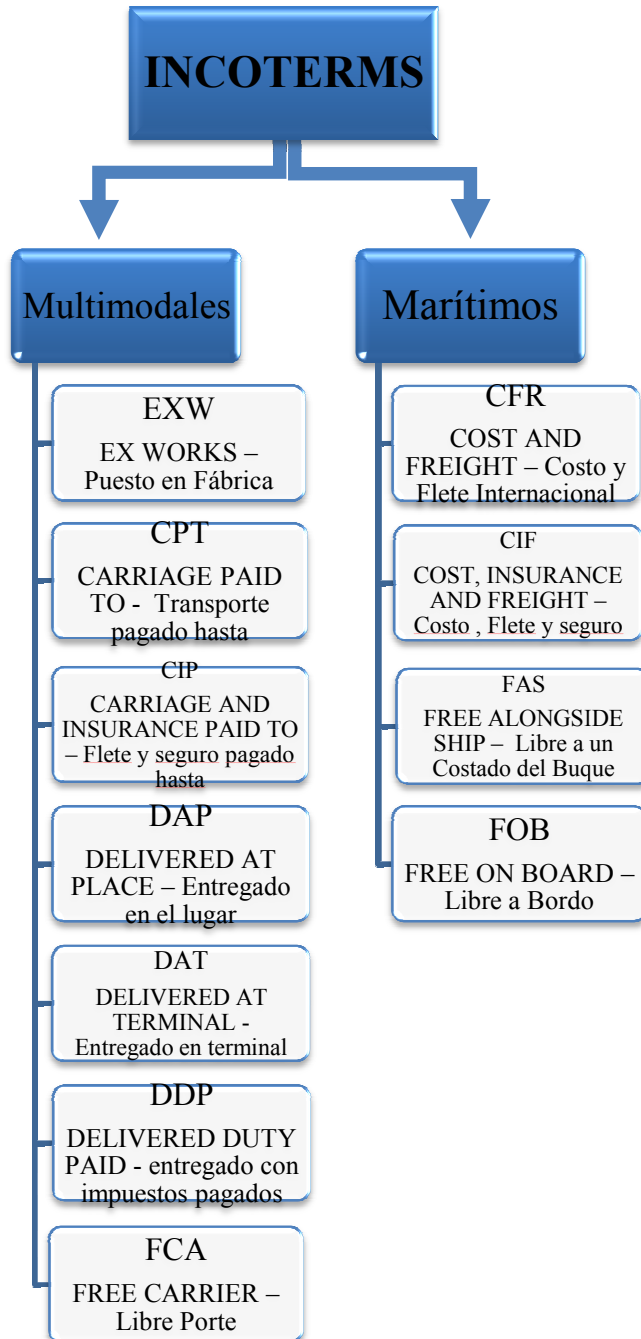 INCOTERMS
Multimodales
EXW
EX WORKS –
Puesto en Fábrica
CPT
CARRIAGE PAID
TO - Transporte
pagado hasta
CIP
CARRIAGE AND
INSURANCE PAID TO
– Flete y seguro pagado
hasta
DAP
DELIVERED AT
PLACE – Entregado
en el lugar
DAT
DELIVERED AT
TERMINAL -
Entregado en terminal
DDP
DELIVERED DUTY
PAID - entregado con
impuestos pagados
FCA
FREE CARRIER –
Libre Porte
Marítimos
CFR
COST AND
FREIGHT – Costo y
Flete Internacional
CIF
COST, INSURANCE
AND FREIGHT –
Costo , Flete y seguro
FAS
FREE ALONGSIDE
SHIP – Libre a un
Costado del Buque
FOB
FREE ON BOARD –
Libre a Bordo